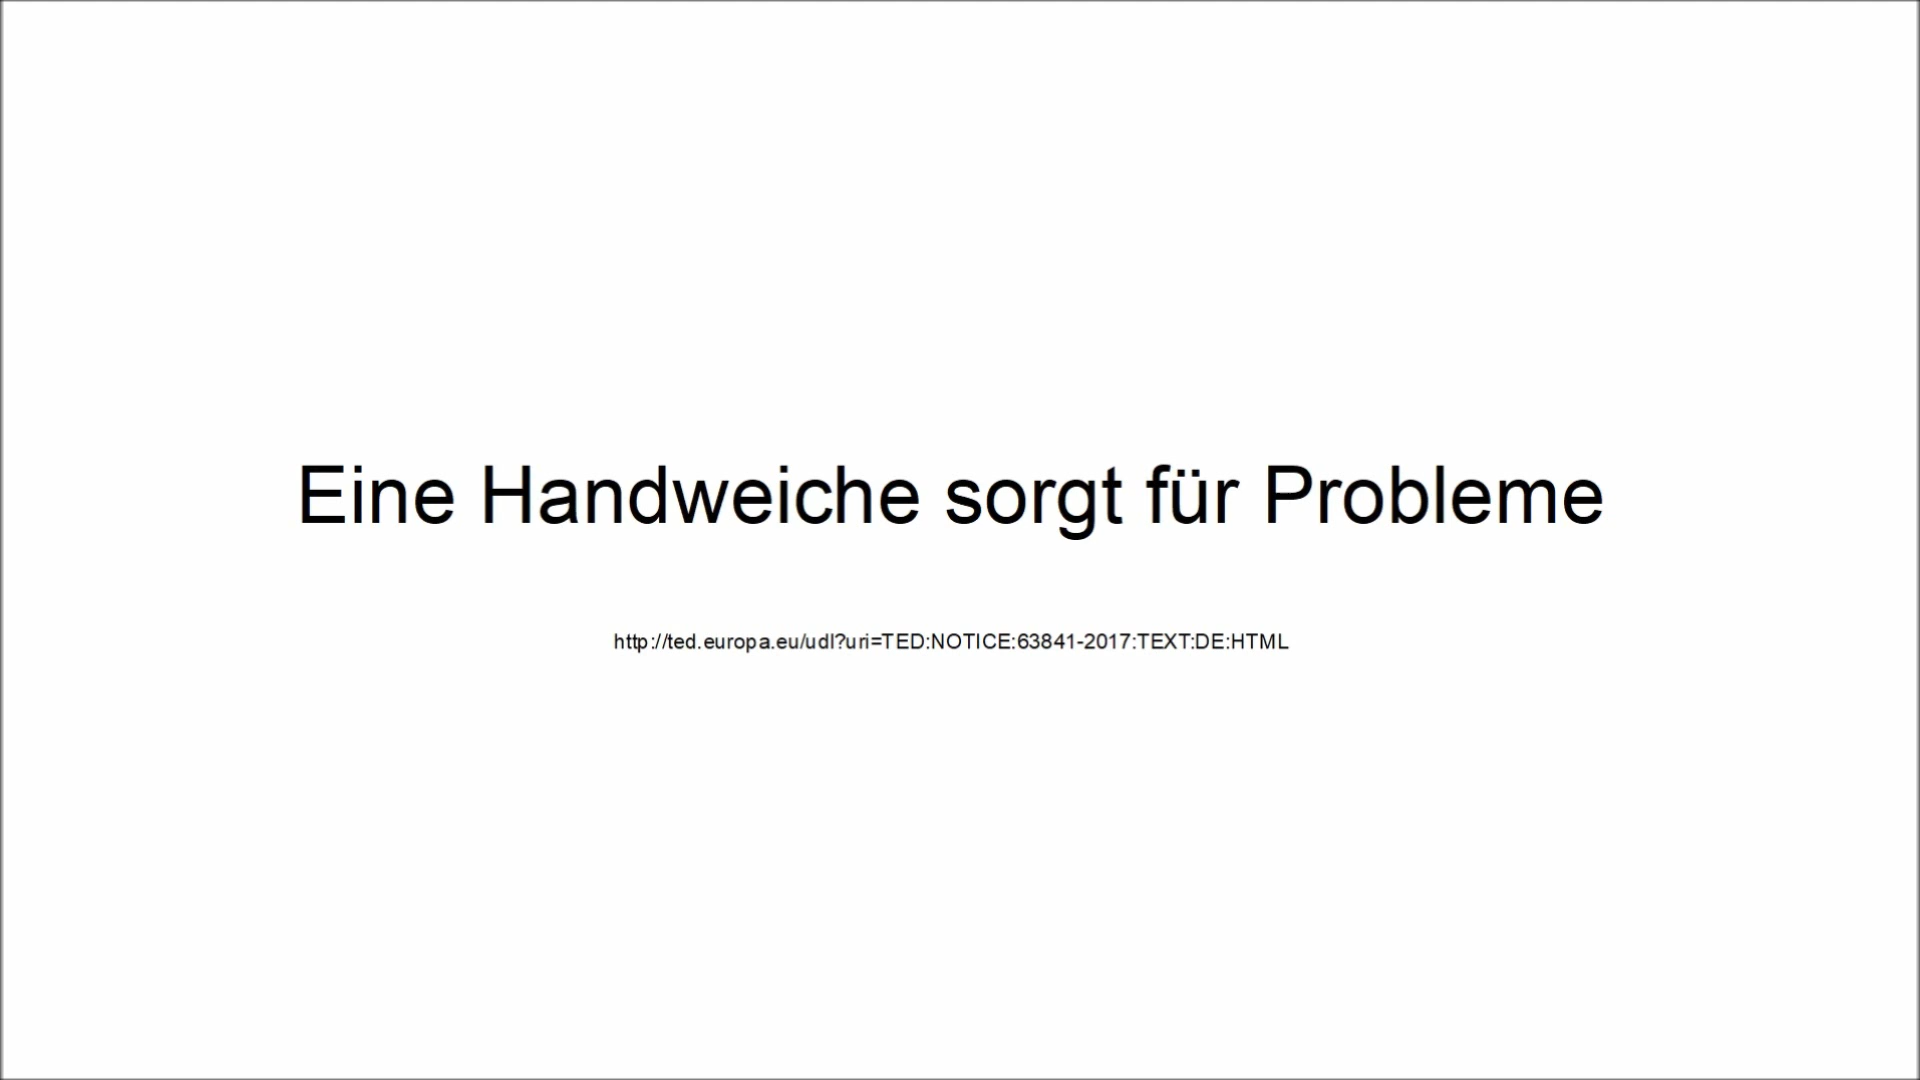 Eine Handweiche sorgt für Probleme
http://ted.europa.eu/udl?uri=TED:NOTICE:63841-2017:TEXT:DE:HTML